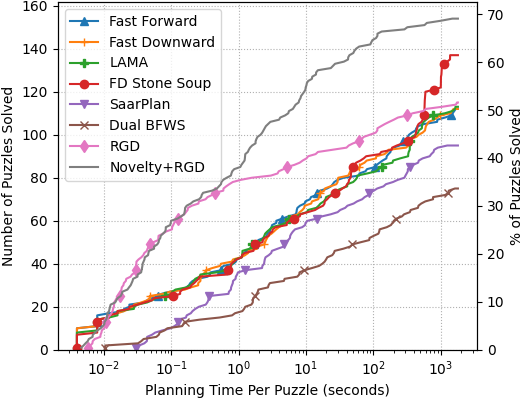 Fast Forward
Fast Downward
LAMA
FD Stone Soup
SaarPlan
Dual BFWS
RGD
Novelty+RGD
Number of Puzzles Solved
160
140
120
100
80
60
40
20
0
% of Puzzles Solved
70
60
50
40
30
20
10
0
10⁻² 10⁻¹ 10⁰ 10¹ 10² 10³
Planning Time Per Puzzle (seconds)